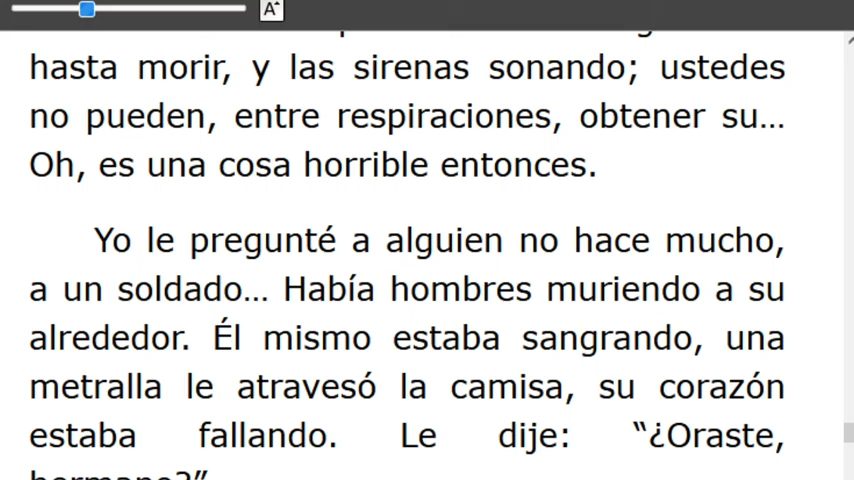 A
hasta morir, y las sirenas sonando; ustedes
no pueden, entre respiraciones, obtener su…
Oh, es una cosa horrible entonces.
Yo le pregunté a alguien no hace mucho,
a un soldado… Había hombres muriendo a su
alrededor. Él mismo estaba sangrando, una
metralla le atravesó la camisa, su corazón
estaba fallando. Le dije: “¿Oraste,
hermano?”